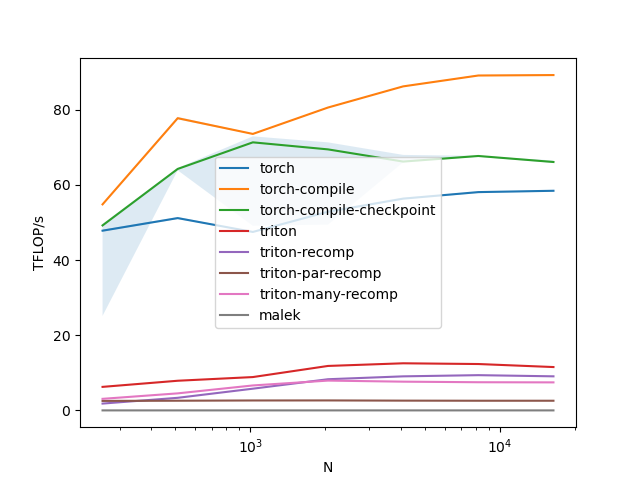 80
60
40
20
0
TFLOP/s
torch
torch-compile
torch-compile-checkpoint
triton
triton-recomp
triton-par-recomp
triton-many-recomp
malek
10³ 10⁴
N